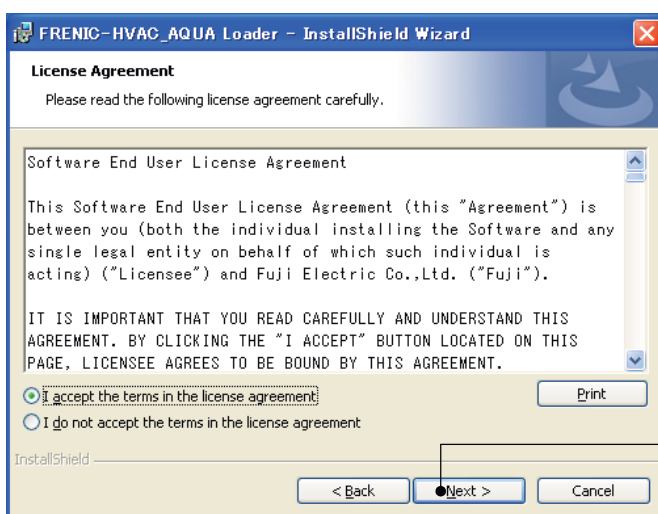 FRENIC-HVAC_AQUA Loader - InstallShield Wizard
License Agreement
Please read the following license agreement carefully.
Software End User License Agreement
This Software End User License Agreement (this "Agreement") is
between you (both the individual installing the Software and any
single legal entity on behalf of which such individual is
acting) ("Licensee") and Fuji Electric Co.,Ltd. ("Fuji").
IT IS IMPORTANT THAT YOU READ CAREFULLY AND UNDERSTAND THIS
AGREEMENT. BY CLICKING THE "I ACCEPT" BUTTON LOCATED ON THIS
PAGE, LICENSEE AGREES TO BE BOUND BY THIS AGREEMENT.
I accept the terms in the license agreement
Print
I do not accept the terms in the license agreement
InstallShield
< Back
Next >
Cancel